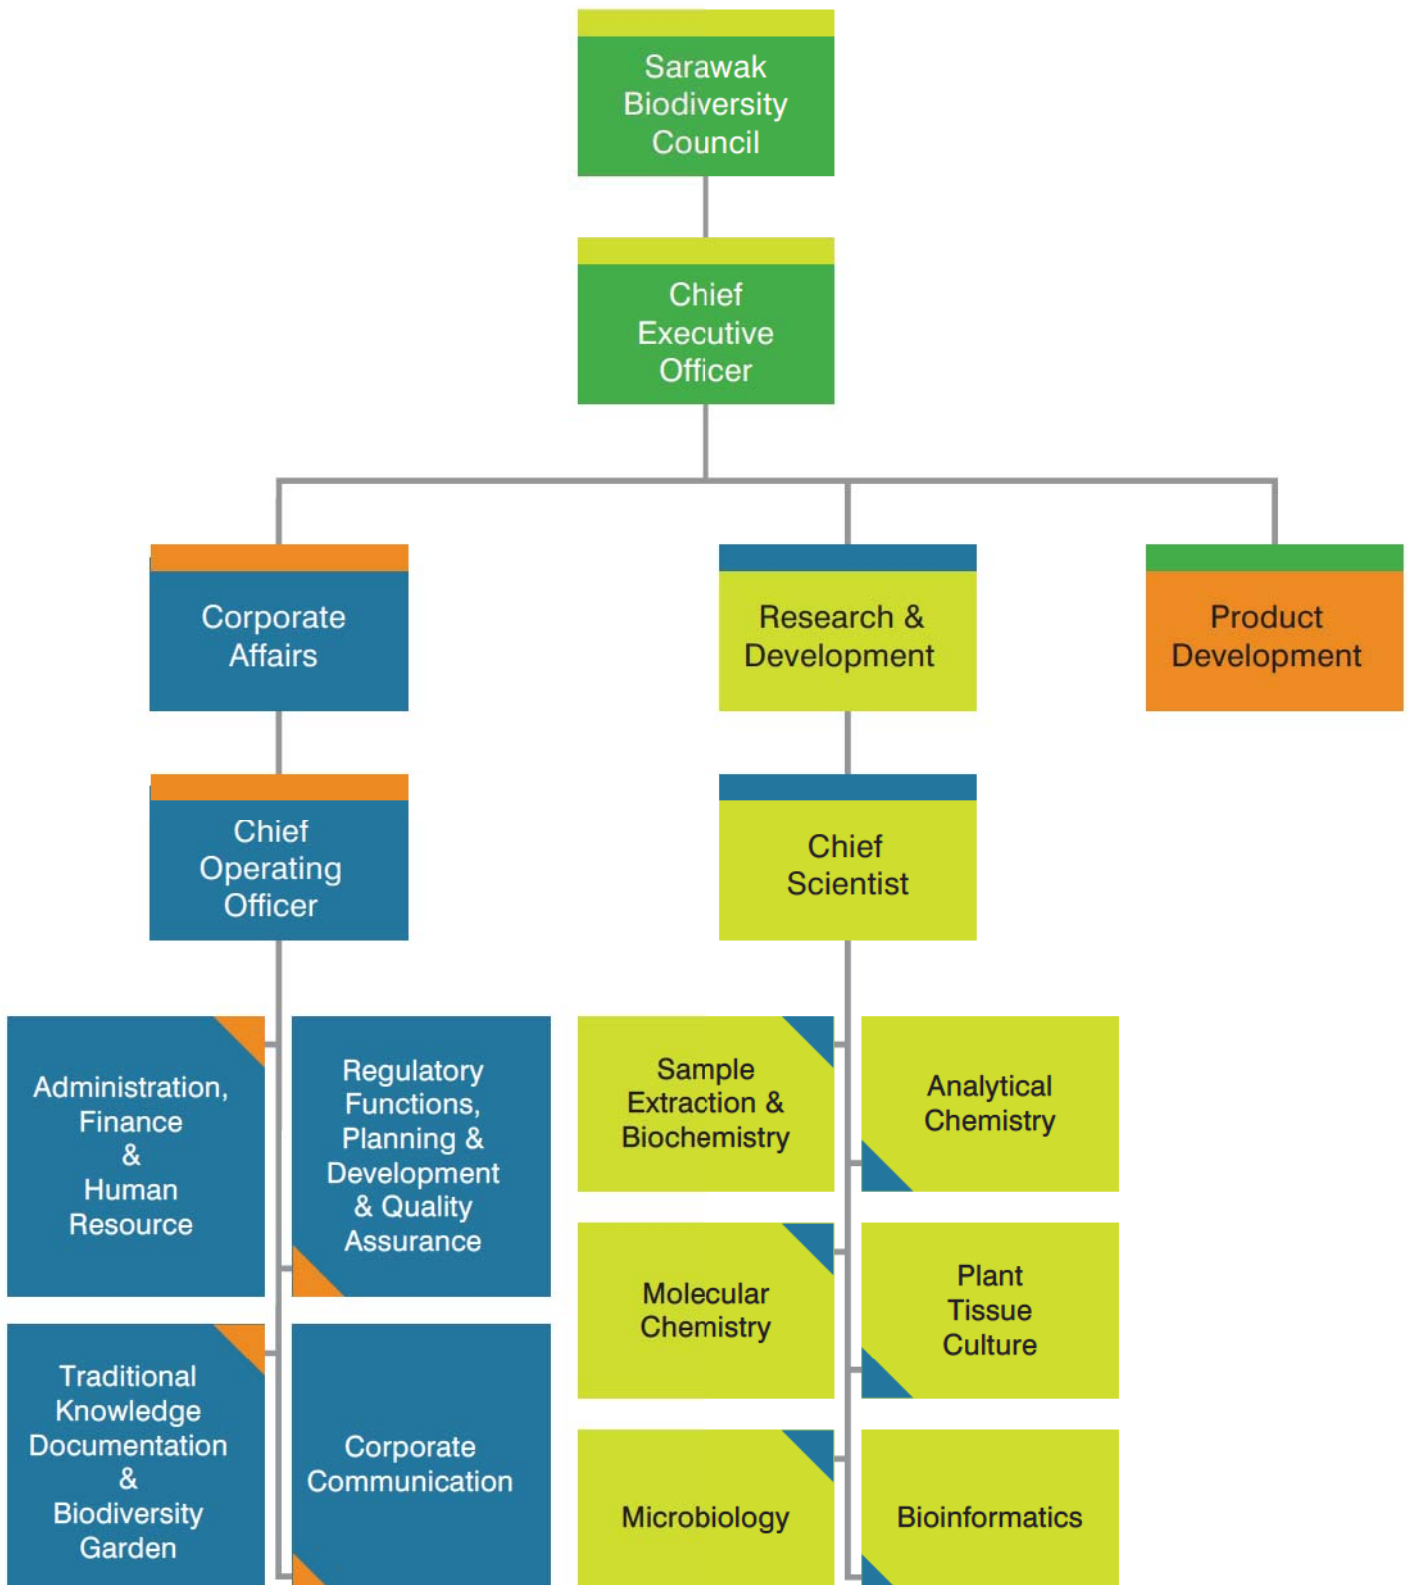 Sarawak
Biodiversity
Council
Chief
Executive
Officer
Corporate
Affairs
Research &
Development
Product
Development
Chief
Operating
Officer
Chief
Scientist
Administration,
Finance
&
Human
Resource
Regulatory
Functions,
Planning &
Development
& Quality
Assurance
Sample
Extraction &
Biochemistry
Analytical
Chemistry
Molecular
Chemistry
Plant
Tissue
Culture
Traditional
Knowledge
Documentation
&
Biodiversity
Garden
Corporate
Communication
Microbiology
Bioinformatics